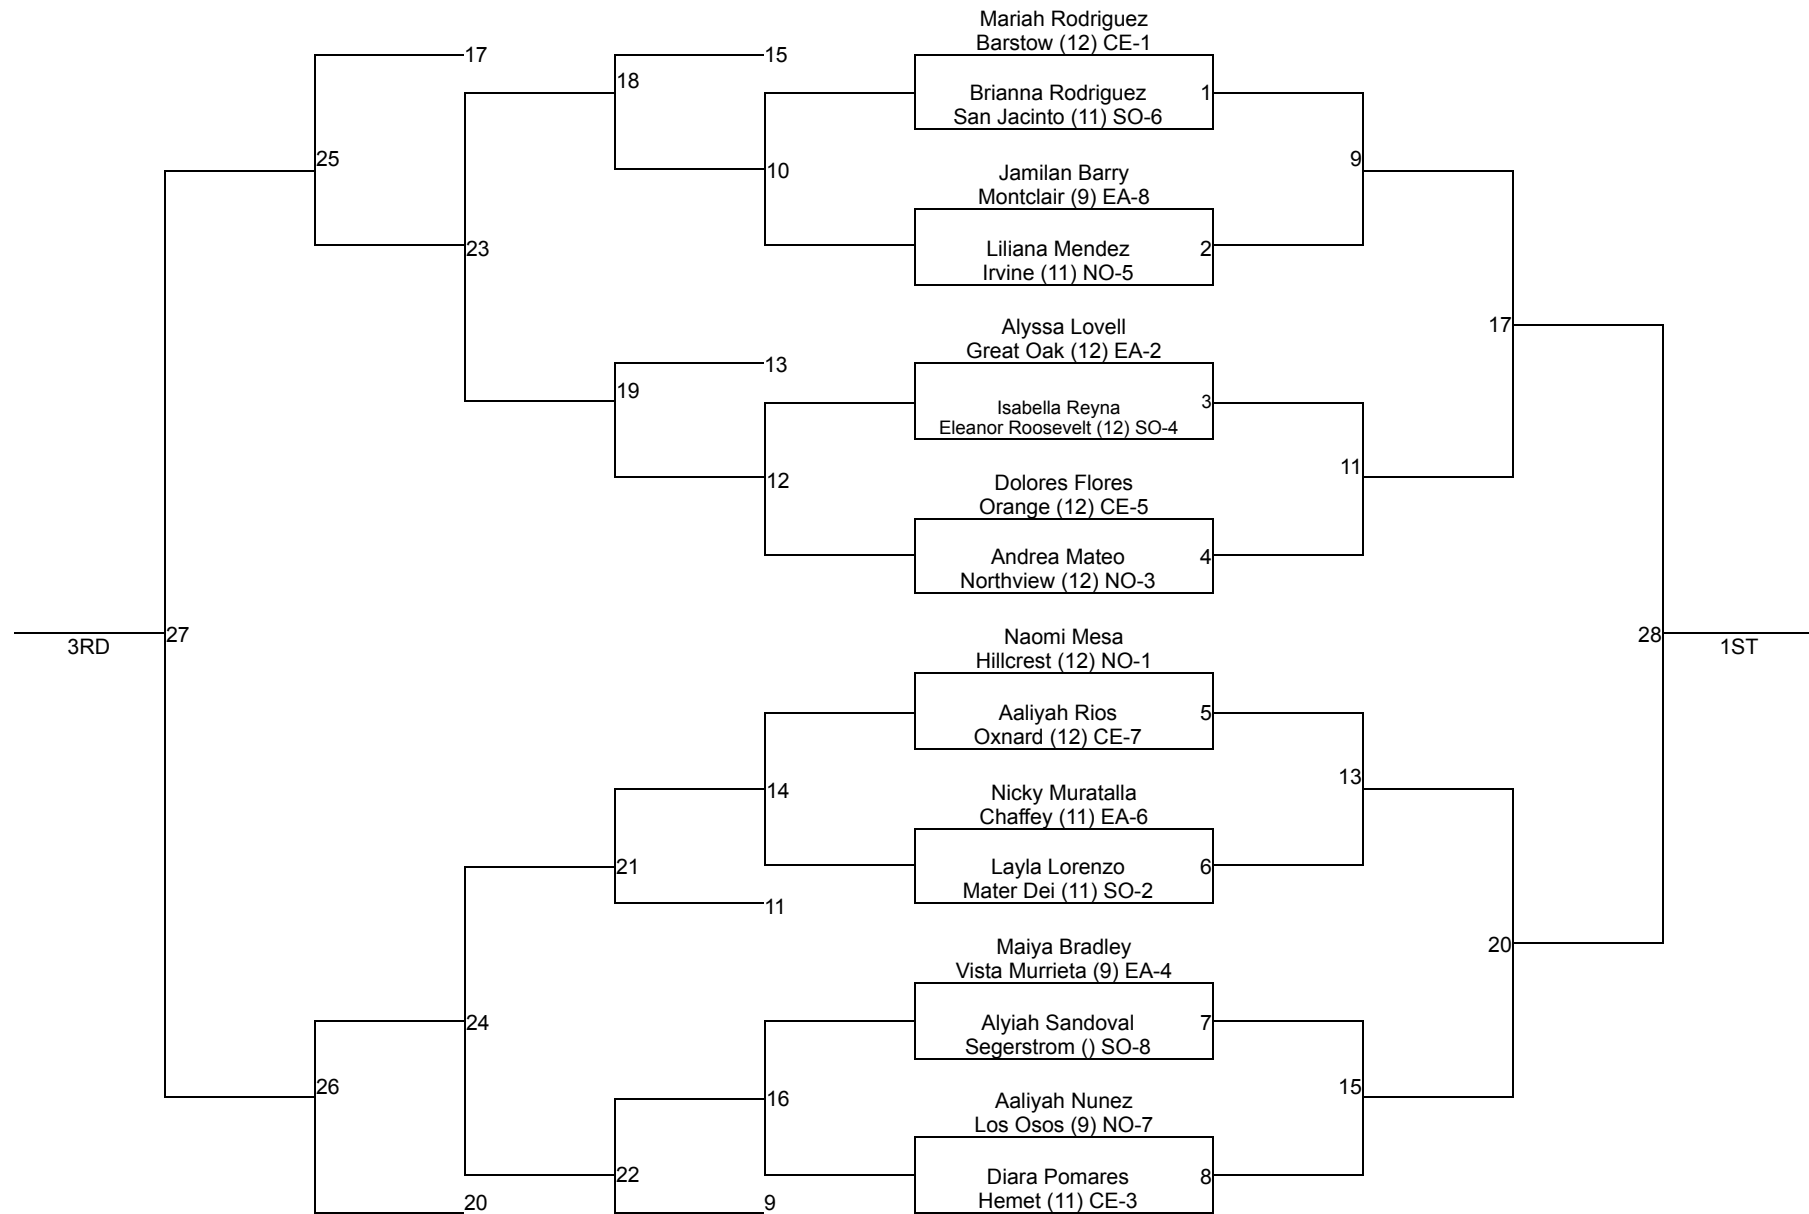 Mariah Rodriguez
Barstow (12) CE-1
17
15
18
Brianna Rodriguez
San Jacinto (11) SO-6
1
25
10
9
Jamilan Barry
Montclair (9) EA-8
23
Liliana Mendez
Irvine (11) NO-5
2
17
Alyssa Lovell
Great Oak (12) EA-2
13
19
Isabella Reyna
Eleanor Roosevelt (12) SO-4
3
12
11
Dolores Flores
Orange (12) CE-5
Andrea Mateo
Northview (12) NO-3
4
3RD
27
28
1ST
Naomi Mesa
Hillcrest (12) NO-1
Aaliyah Rios
Oxnard (12) CE-7
5
14
13
Nicky Muratalla
Chaffey (11) EA-6
21
Layla Lorenzo
Mater Dei (11) SO-2
6
11
20
Maiya Bradley
Vista Murrieta (9) EA-4
24
Alyiah Sandoval
Segerstrom () SO-8
7
26
16
15
Aaliyah Nunez
Los Osos (9) NO-7
22
Diara Pomares
Hemet (11) CE-3
8
20
9